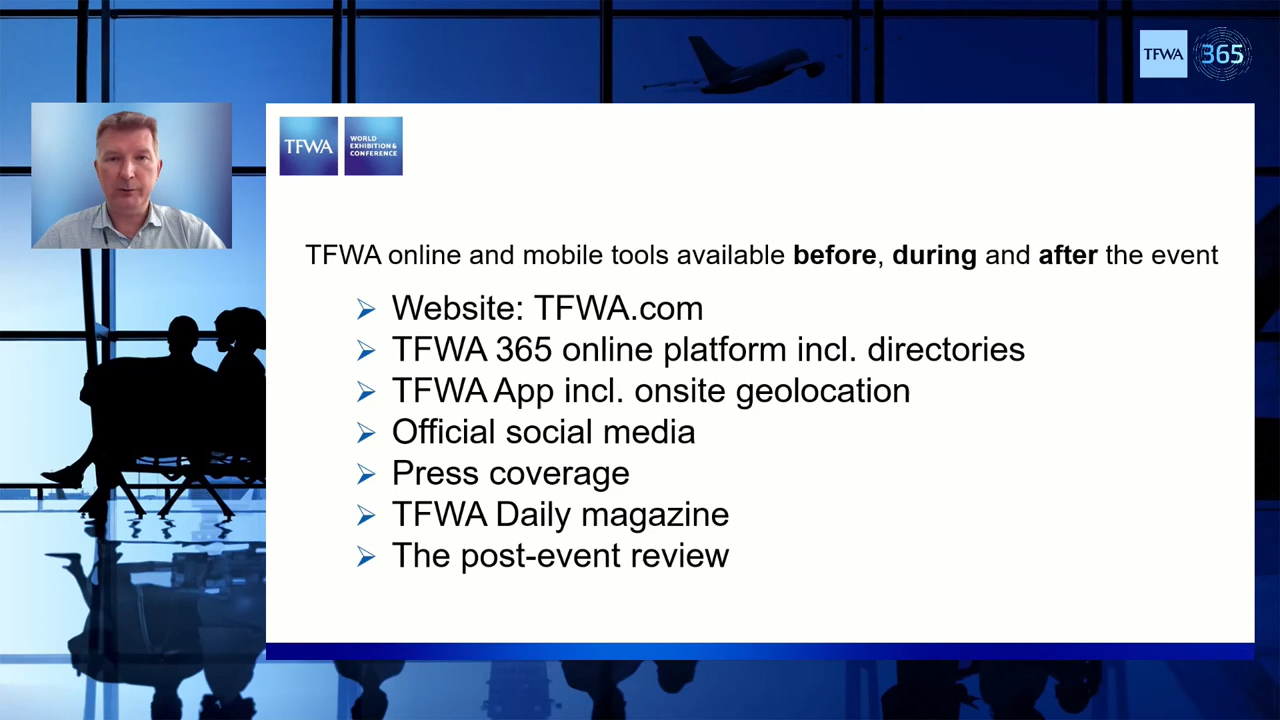 TFWA 365
TFWA WORLD
EXHIBITION &
CONFERENCE
TFWA online and mobile tools available before, during and after the event
Website: TFWA.com
TFWA 365 online platform incl. directories
TFWA App incl. onsite geolocation
Official social media
Press coverage
TFWA Daily magazine
The post-event review